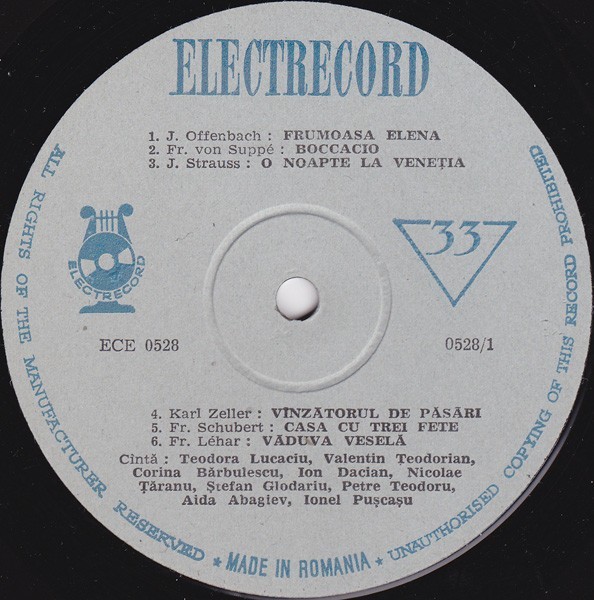 ELECTRECORD
1. J. Offenbach : FRUMOASA ELENA
2. Fr. von Suppé : BOCCACIO
3. J. Strauss : O NOAPTE LA VENEȚIA
ELECTRECORD
33
ECE 0528
0528/1
4. Karl Zeller : VÎNZĂTORUL DE PĂSĂRI
5. Fr. Schubert : CASA CU TREI FETE
6. Fr. Léhar : VĂDUVA VESELĂ
Cîntă : Teodora Lucaciu, Valentin Țeodorian,
Corina Bărbulescu, Ion Dacian, Nicolae
Țăranu, Ștefan Glodariu, Petre Teodoru,
Aida Abagiev, Ionel Pușcașu
ALL RIGHTS OF THE MANUFACTURER RESERVED ★ MADE IN ROMANIA ★ UNAUTHORISED COPYING OF THIS RECORD PROHIBITED